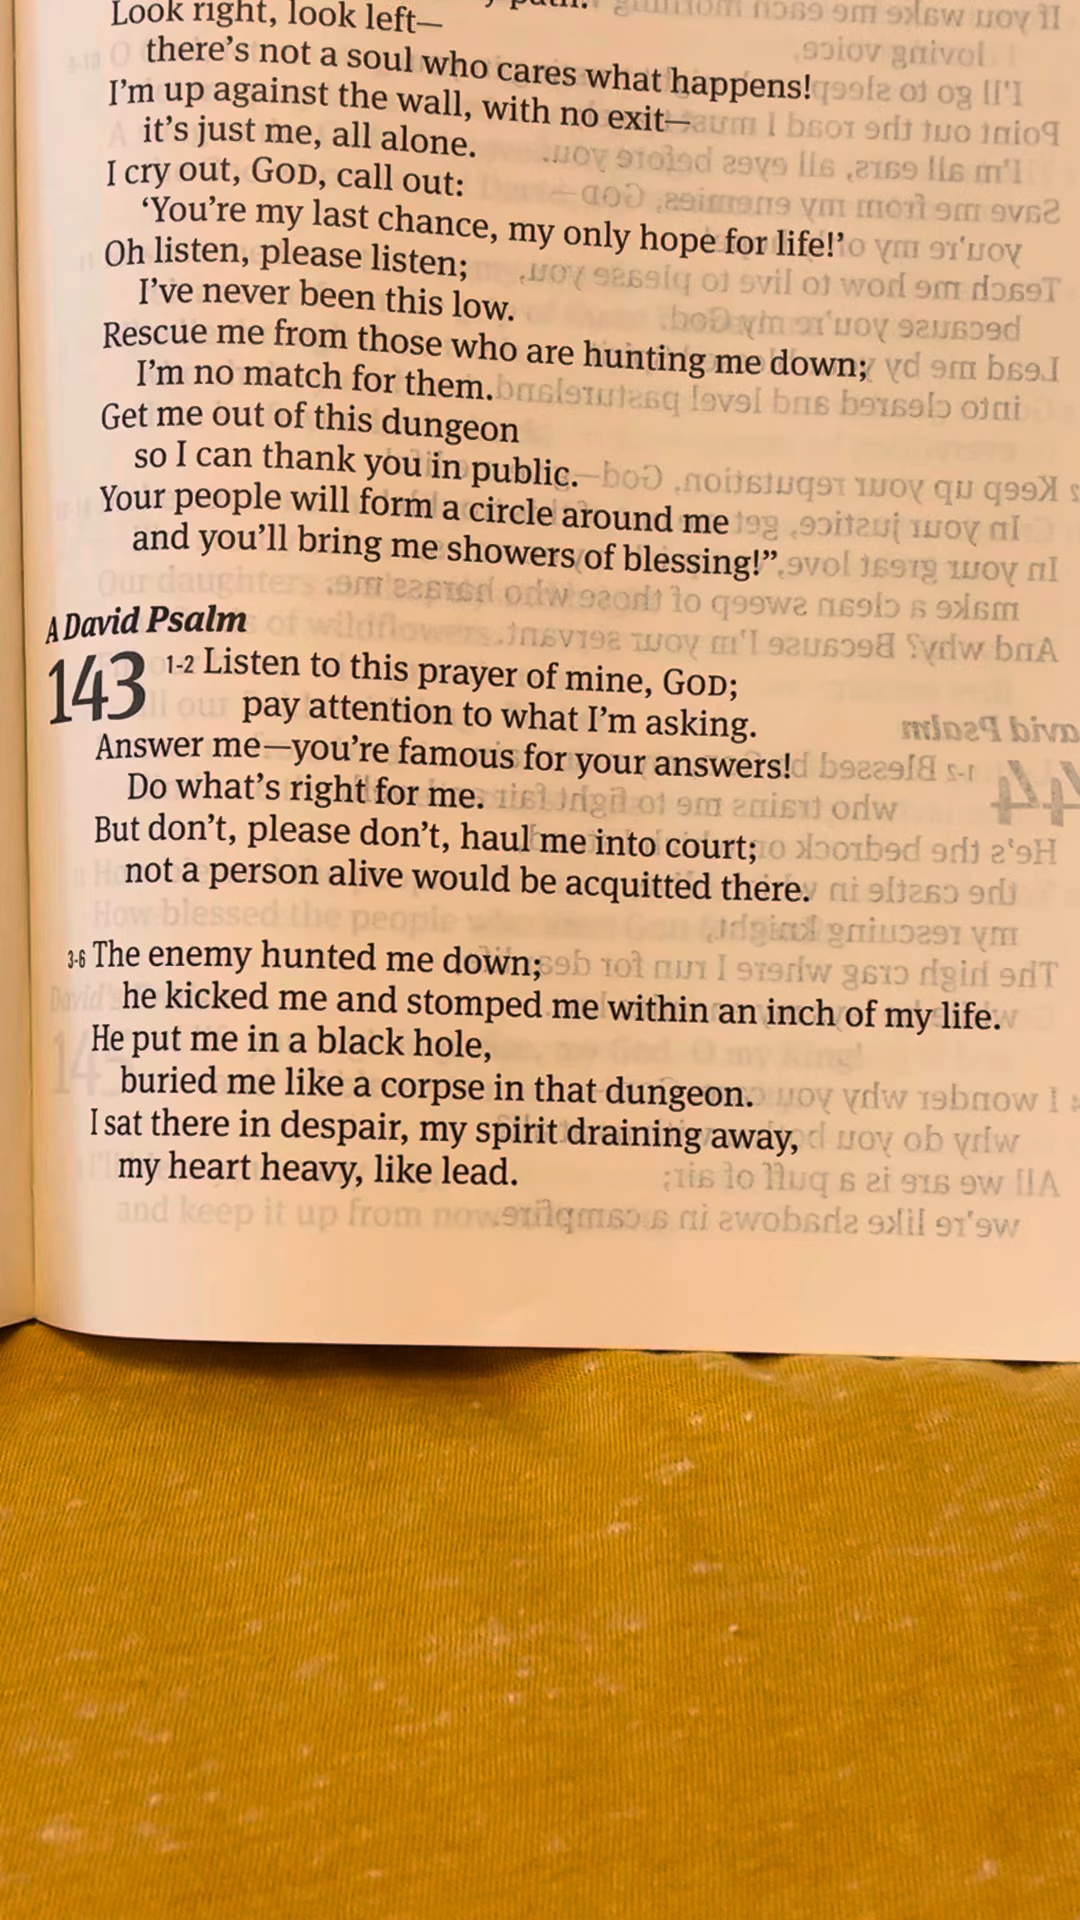 Look right, look left—
there's not a soul who cares what happens!
I'm up against the wall, with no exit—
it's just me, all alone.
I cry out, GOD, call out:
'You're my last chance, my only hope for life!'
Oh listen, please listen;
I've never been this low.
Rescue me from those who are hunting me down;
I'm no match for them.
Get me out of this dungeon
so I can thank you in public.
Your people will form a circle around me
and you'll bring me showers of blessing!"
A David Psalm
143 1-2 Listen to this prayer of mine, GOD;
pay attention to what I'm asking.
Answer me—you're famous for your answers!
Do what's right for me.
But don't, please don't, haul me into court;
not a person alive would be acquitted there.
3-6 The enemy hunted me down;
he kicked me and stomped me within an inch of my life.
He put me in a black hole,
buried me like a corpse in that dungeon.
I sat there in despair, my spirit draining away,
my heart heavy, like lead.